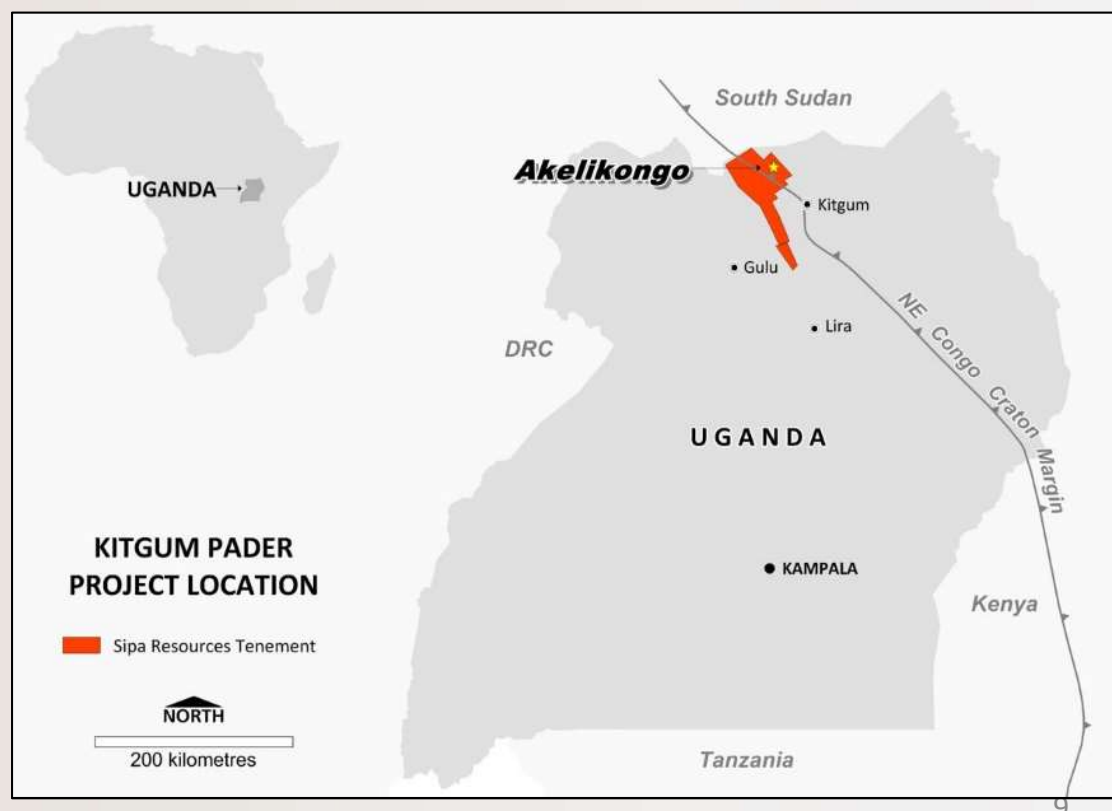 UGANDA
South Sudan
Akelikongo
Kitgum
Gulu
Lira
DRC
NE Congo Craton Margin
UGANDA
KITGUM PADER
PROJECT LOCATION
KAMPALA
Kenya
Sipa Resources Tenement
NORTH
200 kilometres
Tanzania
9